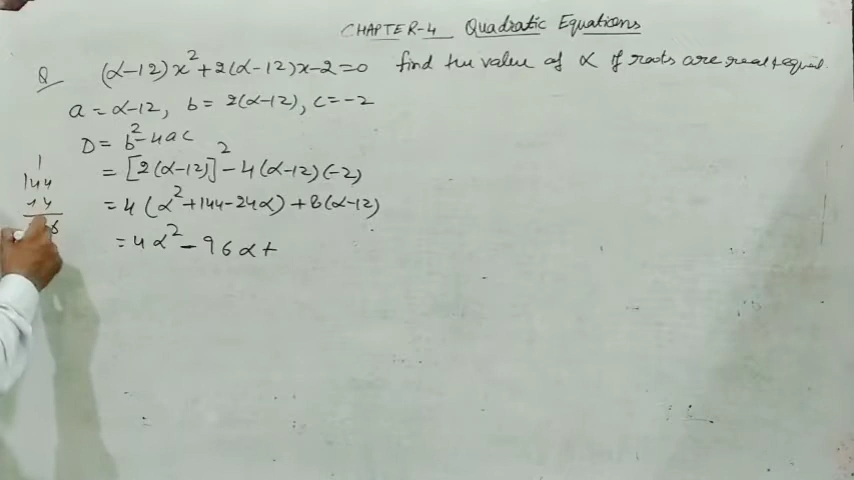 CHAPTER-4 Quadratic Equations
Q (α-12)x²+2(α-12)x-2=0 find the value of α if roots are real & equal.
a = α-12, b = 2(α-12), c = -2
D = b²-4ac
= [2(α-12)]² - 4(α-12)(-2)
= 4(α²+144-24α)+8(α-12)
= 4α² - 96α +
1
144
×4
6